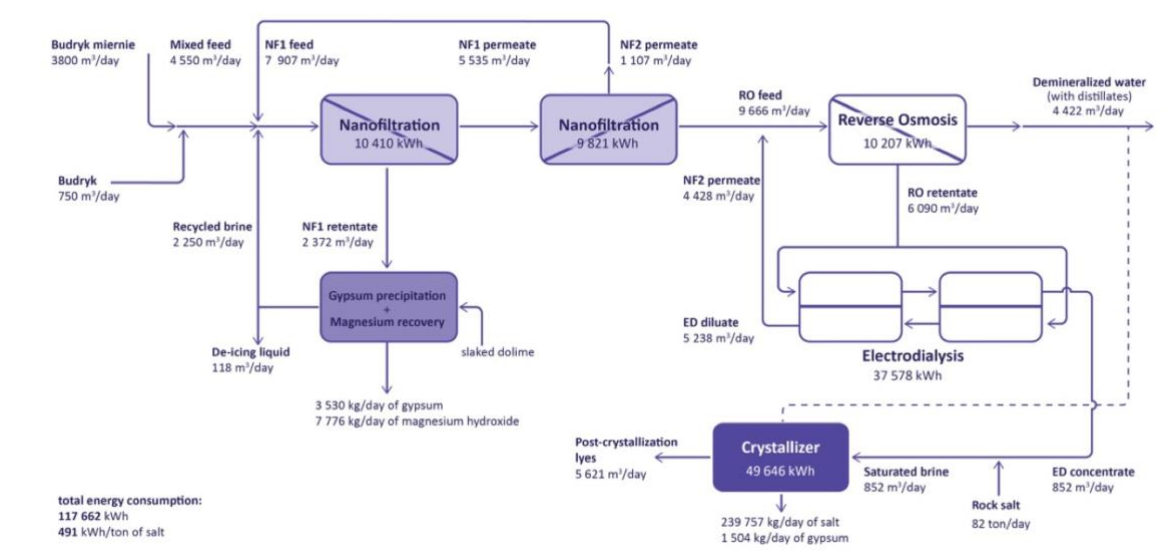 Budryk miernie
3800 m³/day
Mixed feed
4 550 m³/day
NF1 feed
7 907 m³/day
NF1 permeate
5 535 m³/day
NF2 permeate
1 107 m³/day
RO feed
9 666 m³/day
Demineralized water
(with distillates)
4 422 m³/day
Nanofiltration
10 410 kWh
Nanofiltration
9 821 kWh
Reverse Osmosis
10 207 kWh
Budryk
750 m³/day
NF2 permeate
4 428 m³/day
RO retentate
6 090 m³/day
Recycled brine
2 250 m³/day
NF1 retentate
2 372 m³/day
Gypsum precipitation
+
Magnesium recovery
slaked dolime
De-icing liquid
118 m³/day
ED diluate
5 238 m³/day
Electrodialysis
37 578 kWh
3 530 kg/day of gypsum
7 776 kg/day of magnesium hydroxide
Post-crystallization
lyes
5 621 m³/day
Crystallizer
49 646 kWh
Saturated brine
852 m³/day
ED concentrate
852 m³/day
Rock salt
82 ton/day
239 757 kg/day of salt
1 504 kg/day of gypsum
total energy consumption:
117 662 kWh
491 kWh/ton of salt